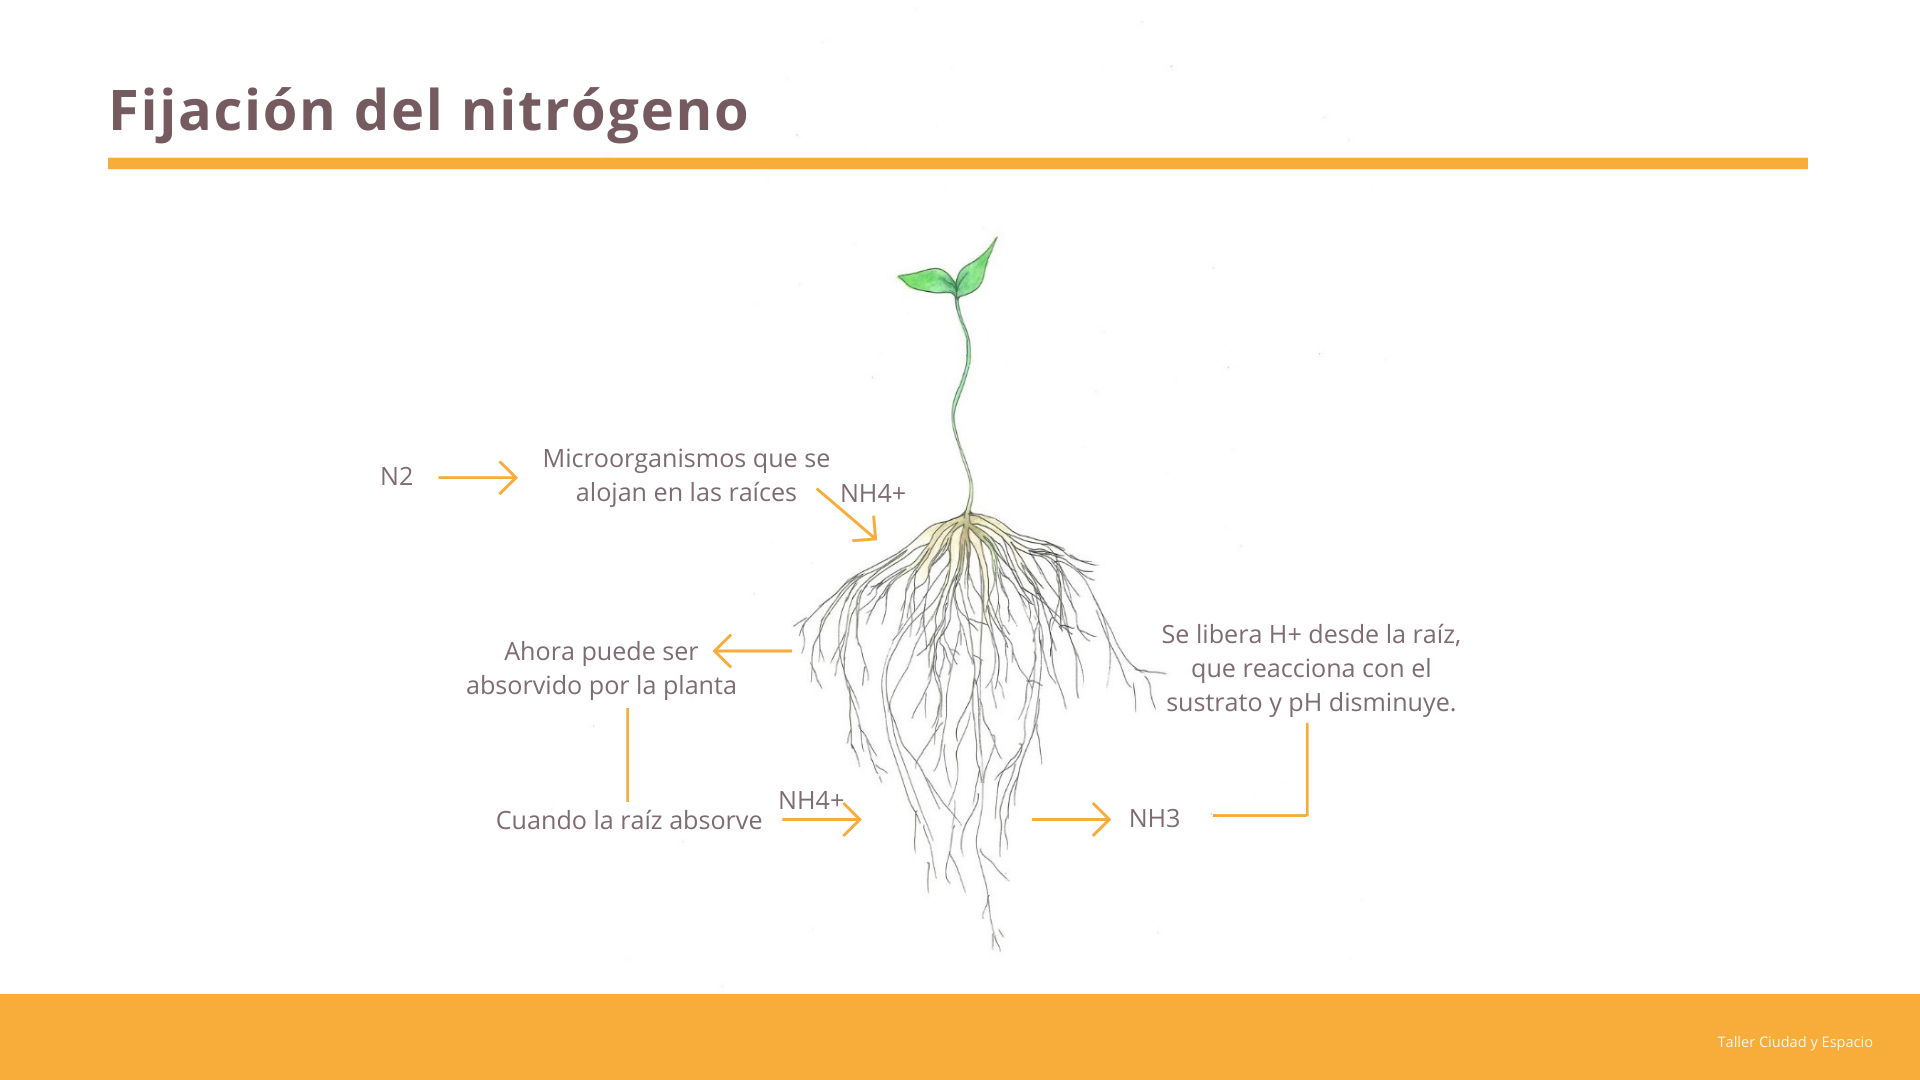 Fijación del nitrógeno
N2
Microorganismos que se
alojan en las raíces
NH4+
Ahora puede ser
absorvido por la planta
Cuando la raíz absorve
NH4+
NH3
Se libera H+ desde la raíz,
que reacciona con el
sustrato y pH disminuye.
Taller Ciudad y Espacio